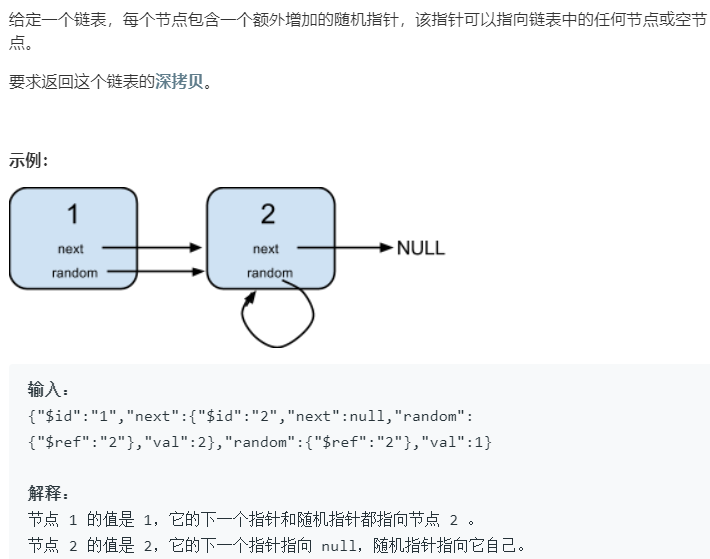 给定一个链表，每个节点包含一个额外增加的随机指针，该指针可以指向链表中的任何节点或空节
点。
要求返回这个链表的深拷贝。
示例：
1
next
random
2
next
random
NULL
输入：
{"$id":"1","next":{"$id":"2","next":null,"random":
{"$ref":"2"},"val":2},"random":{"$ref":"2"},"val":1}
解释：
节点 1 的值是 1，它的下一个指针和随机指针都指向节点 2 。
节点 2 的值是 2，它的下一个指针指向 null，随机指针指向它自己。